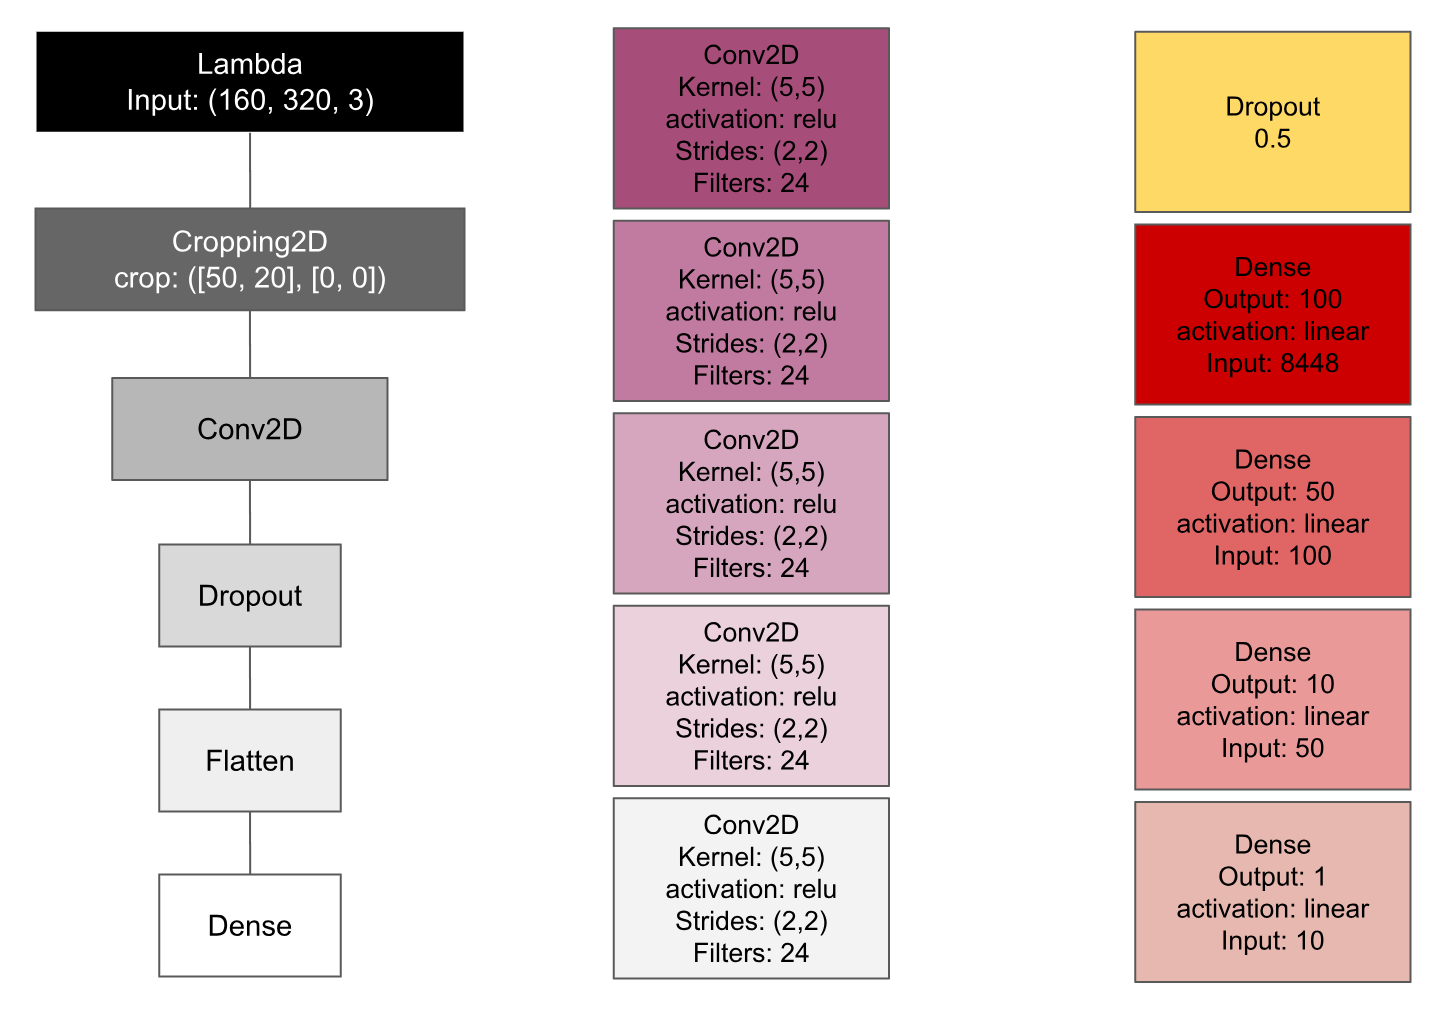 Lambda
Input: (160, 320, 3)
Cropping2D
crop: ([50, 20], [0, 0])
Conv2D
Dropout
Flatten
Dense
Conv2D
Kernel: (5,5)
activation: relu
Strides: (2,2)
Filters: 24
Conv2D
Kernel: (5,5)
activation: relu
Strides: (2,2)
Filters: 24
Conv2D
Kernel: (5,5)
activation: relu
Strides: (2,2)
Filters: 24
Conv2D
Kernel: (5,5)
activation: relu
Strides: (2,2)
Filters: 24
Conv2D
Kernel: (5,5)
activation: relu
Strides: (2,2)
Filters: 24
Dropout
0.5
Dense
Output: 100
activation: linear
Input: 8448
Dense
Output: 50
activation: linear
Input: 100
Dense
Output: 10
activation: linear
Input: 50
Dense
Output: 1
activation: linear
Input: 10